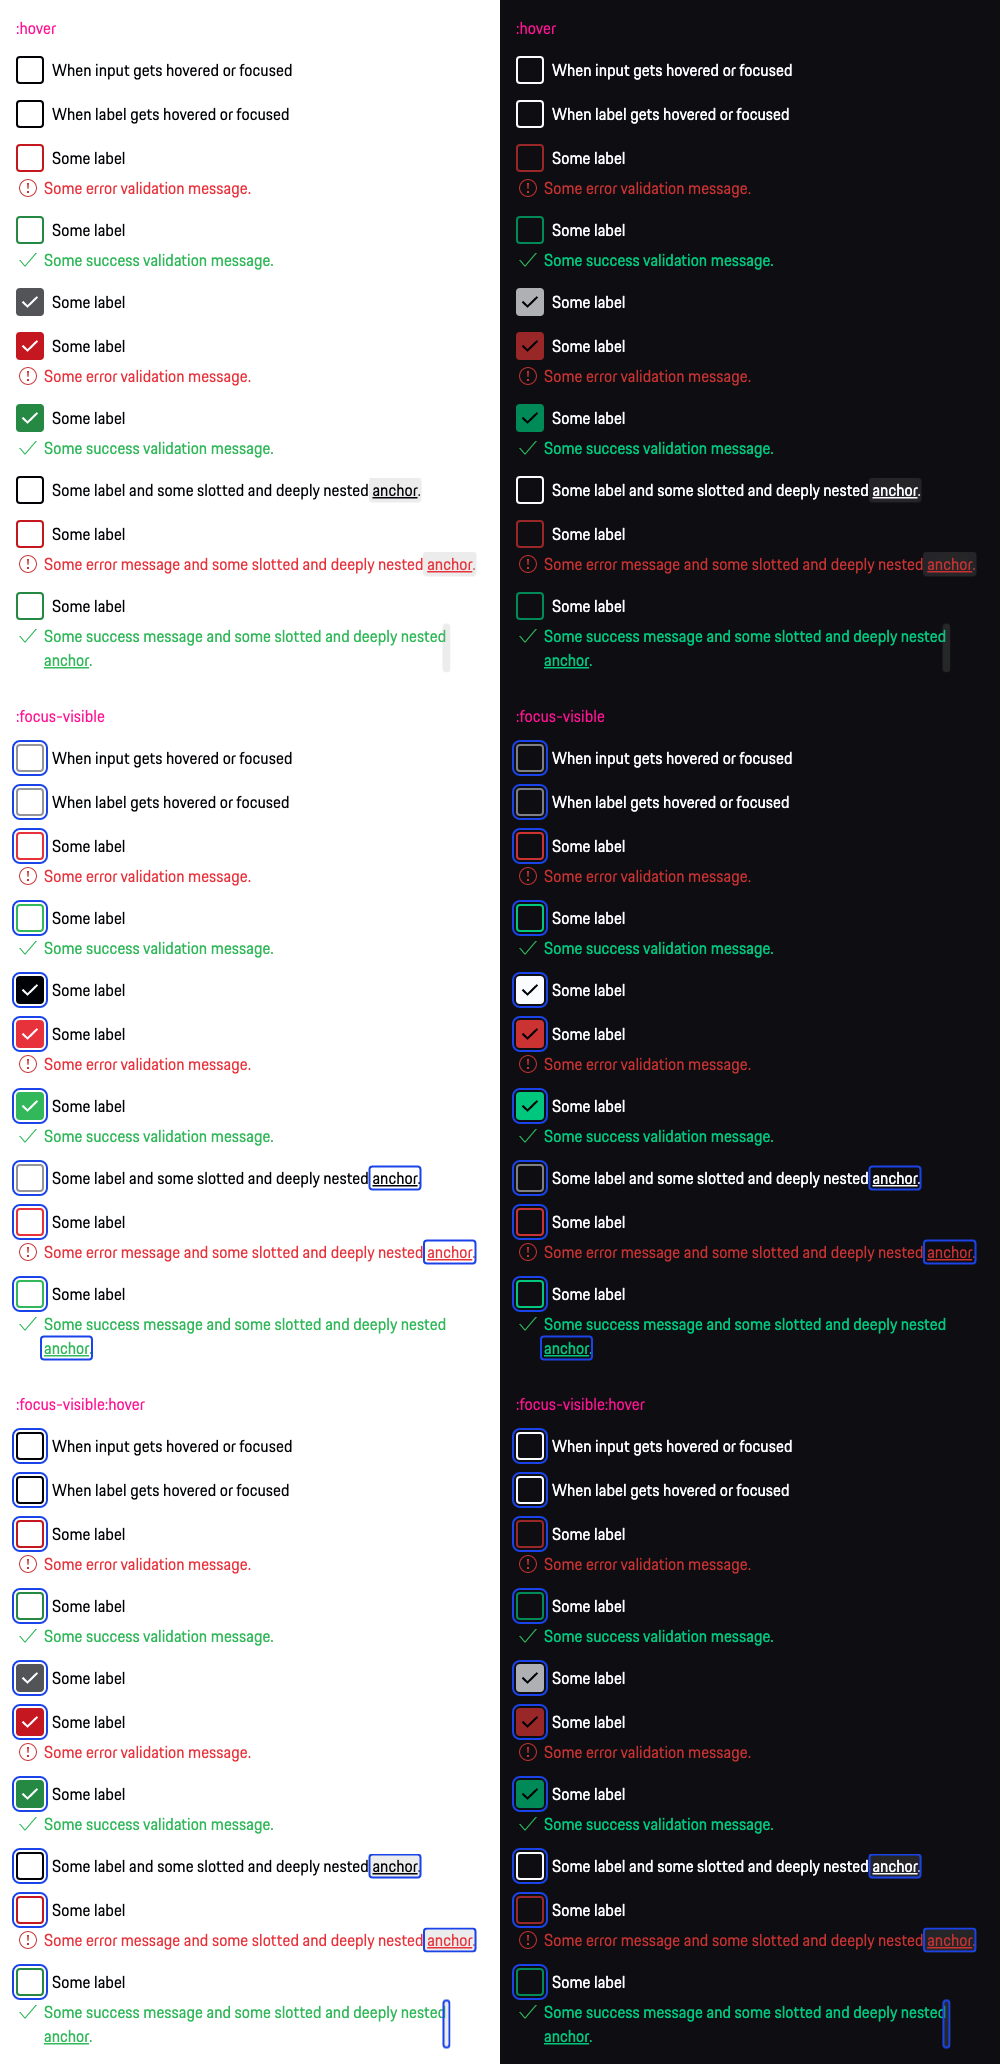 :hover
When input gets hovered or focused
When label gets hovered or focused
Some label
Some error validation message.
Some label
Some success validation message.
Some label
Some label
Some error validation message.
Some label
Some success validation message.
Some label and some slotted and deeply nested anchor.
Some label
Some error message and some slotted and deeply nested anchor.
Some label
Some success message and some slotted and deeply nested
anchor.
:focus-visible
When input gets hovered or focused
When label gets hovered or focused
Some label
Some error validation message.
Some label
Some success validation message.
Some label
Some label
Some error validation message.
Some label
Some success validation message.
Some label and some slotted and deeply nested anchor.
Some label
Some error message and some slotted and deeply nested anchor.
Some label
Some success message and some slotted and deeply nested
anchor.
:focus-visible:hover
When input gets hovered or focused
When label gets hovered or focused
Some label
Some error validation message.
Some label
Some success validation message.
Some label
Some label
Some error validation message.
Some label
Some success validation message.
Some label and some slotted and deeply nested anchor.
Some label
Some error message and some slotted and deeply nested anchor.
Some label
Some success message and some slotted and deeply nested
anchor.
:hover
When input gets hovered or focused
When label gets hovered or focused
Some label
Some error validation message.
Some label
Some success validation message.
Some label
Some label
Some error validation message.
Some label
Some success validation message.
Some label and some slotted and deeply nested anchor.
Some label
Some error message and some slotted and deeply nested anchor.
Some label
Some success message and some slotted and deeply nested
anchor.
:focus-visible
When input gets hovered or focused
When label gets hovered or focused
Some label
Some error validation message.
Some label
Some success validation message.
Some label
Some label
Some error validation message.
Some label
Some success validation message.
Some label and some slotted and deeply nested anchor.
Some label
Some error message and some slotted and deeply nested anchor.
Some label
Some success message and some slotted and deeply nested
anchor.
:focus-visible:hover
When input gets hovered or focused
When label gets hovered or focused
Some label
Some error validation message.
Some label
Some success validation message.
Some label
Some label
Some error validation message.
Some label
Some success validation message.
Some label and some slotted and deeply nested anchor.
Some label
Some error message and some slotted and deeply nested anchor.
Some label
Some success message and some slotted and deeply nested
anchor.